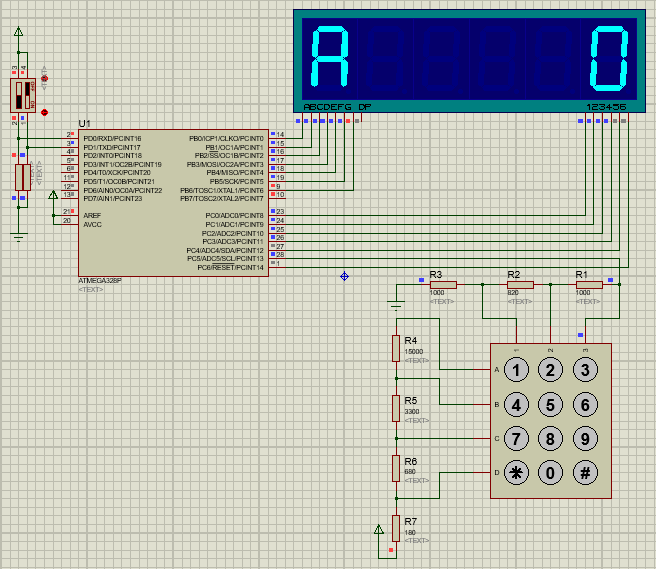 A 0
ABCDEFG DP 123456
U1
2 PD0/RXD/PCINT16 PB0/ICP1/CLKO/PCINT0 14
3 PD1/TXD/PCINT17 PB1/OC1A/PCINT1 15
4 PD2/INT0/PCINT18 PB2/SS/OC1B/PCINT2 16
5 PD3/INT1/OC2B/PCINT19 PB3/MOSI/OC2A/PCINT3 17
6 PD4/T0/XCK/PCINT20 PB4/MISO/PCINT4 18
11 PD5/T1/OC0B/PCINT21 PB5/SCK/PCINT5 19
12 PD6/AIN0/OC0A/PCINT22 PB6/TOSC1/XTAL1/PCINT6 9
13 PD7/AIN1/PCINT23 PB7/TOSC2/XTAL2/PCINT7 10
21 AREF PC0/ADC0/PCINT8 23
20 AVCC PC1/ADC1/PCINT9 24
PC2/ADC2/PCINT10 25
PC3/ADC3/PCINT11 26
PC4/ADC4/SDA/PCINT12 27
PC5/ADC5/SCL/PCINT13 28
PC6/RESET/PCINT14 1
ATMEGA328P
<TEXT>
R3 R2 R1
1000 820 1000
<TEXT> <TEXT> <TEXT>
R4
15000
<TEXT>
R5
3300
<TEXT>
R6
680
<TEXT>
R7
180
<TEXT>
1 2 3
A 1 2 3
B 4 5 6
C 7 8 9
D * 0 #